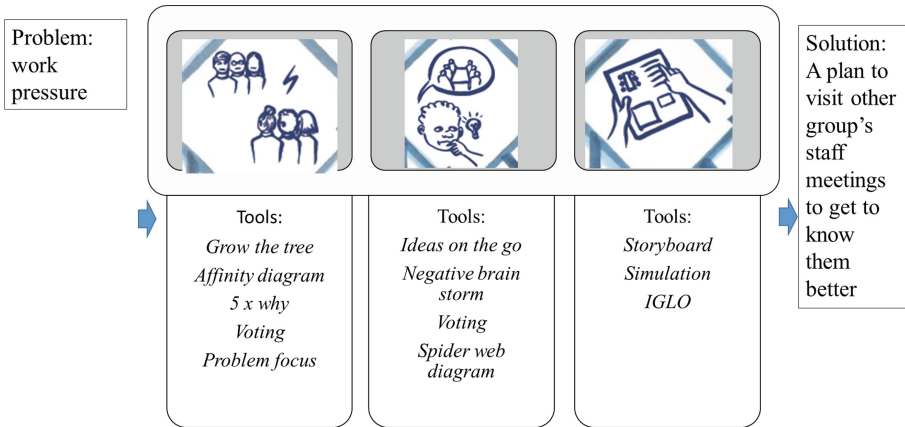 Problem:
work
pressure
Tools:
Grow the tree
Affinity diagram
5 x why
Voting
Problem focus
Tools:
Ideas on the go
Negative brain
storm
Voting
Spider web
diagram
Tools:
Storyboard
Simulation
IGLO
Solution:
A plan to
visit other
group’s
staff
meetings
to get to
know
them
better